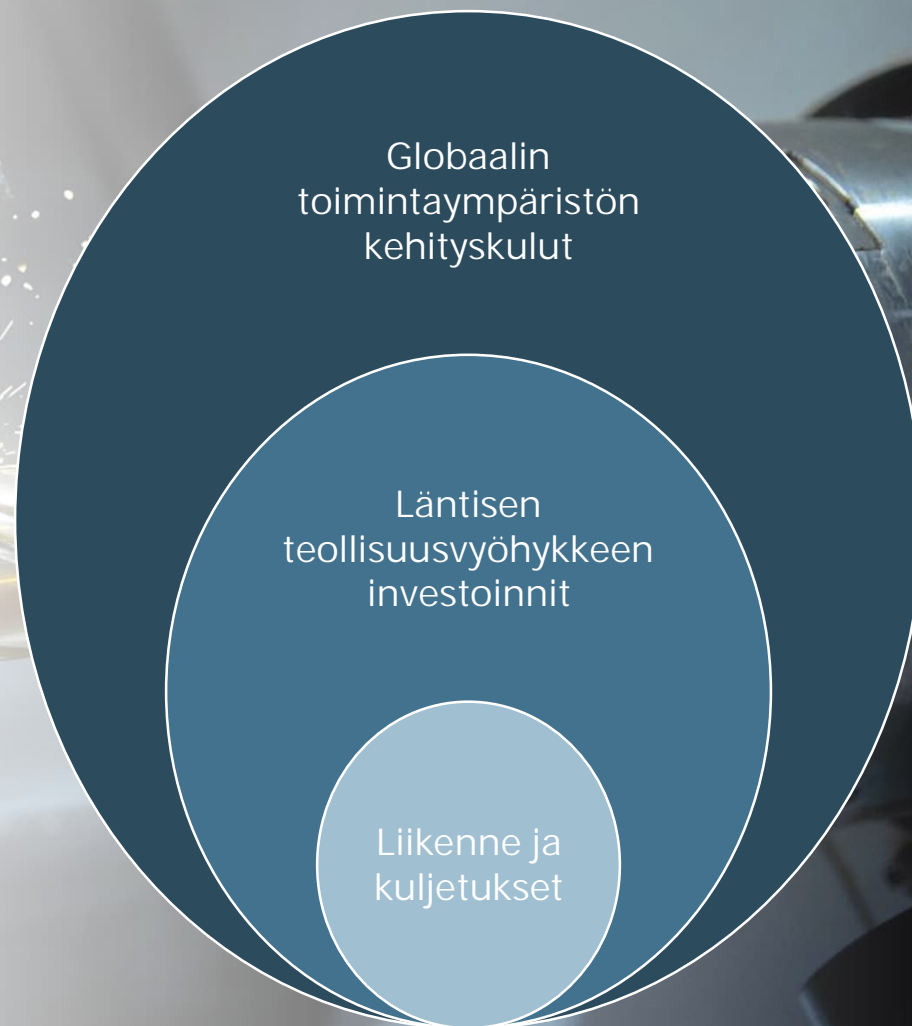 Globaalin
toimintaympäristön
kehityskulut
Läntisen
teollisuusvyöhykkeen
investoinnit
Liikenne ja
kuljetukset